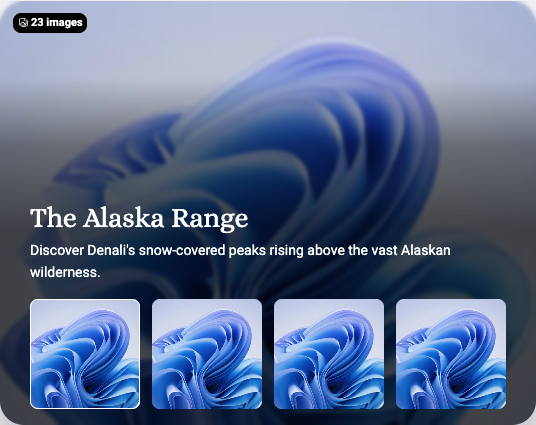 23 images
The Alaska Range
Discover Denali's snow-covered peaks rising above the vast Alaskan
wilderness.